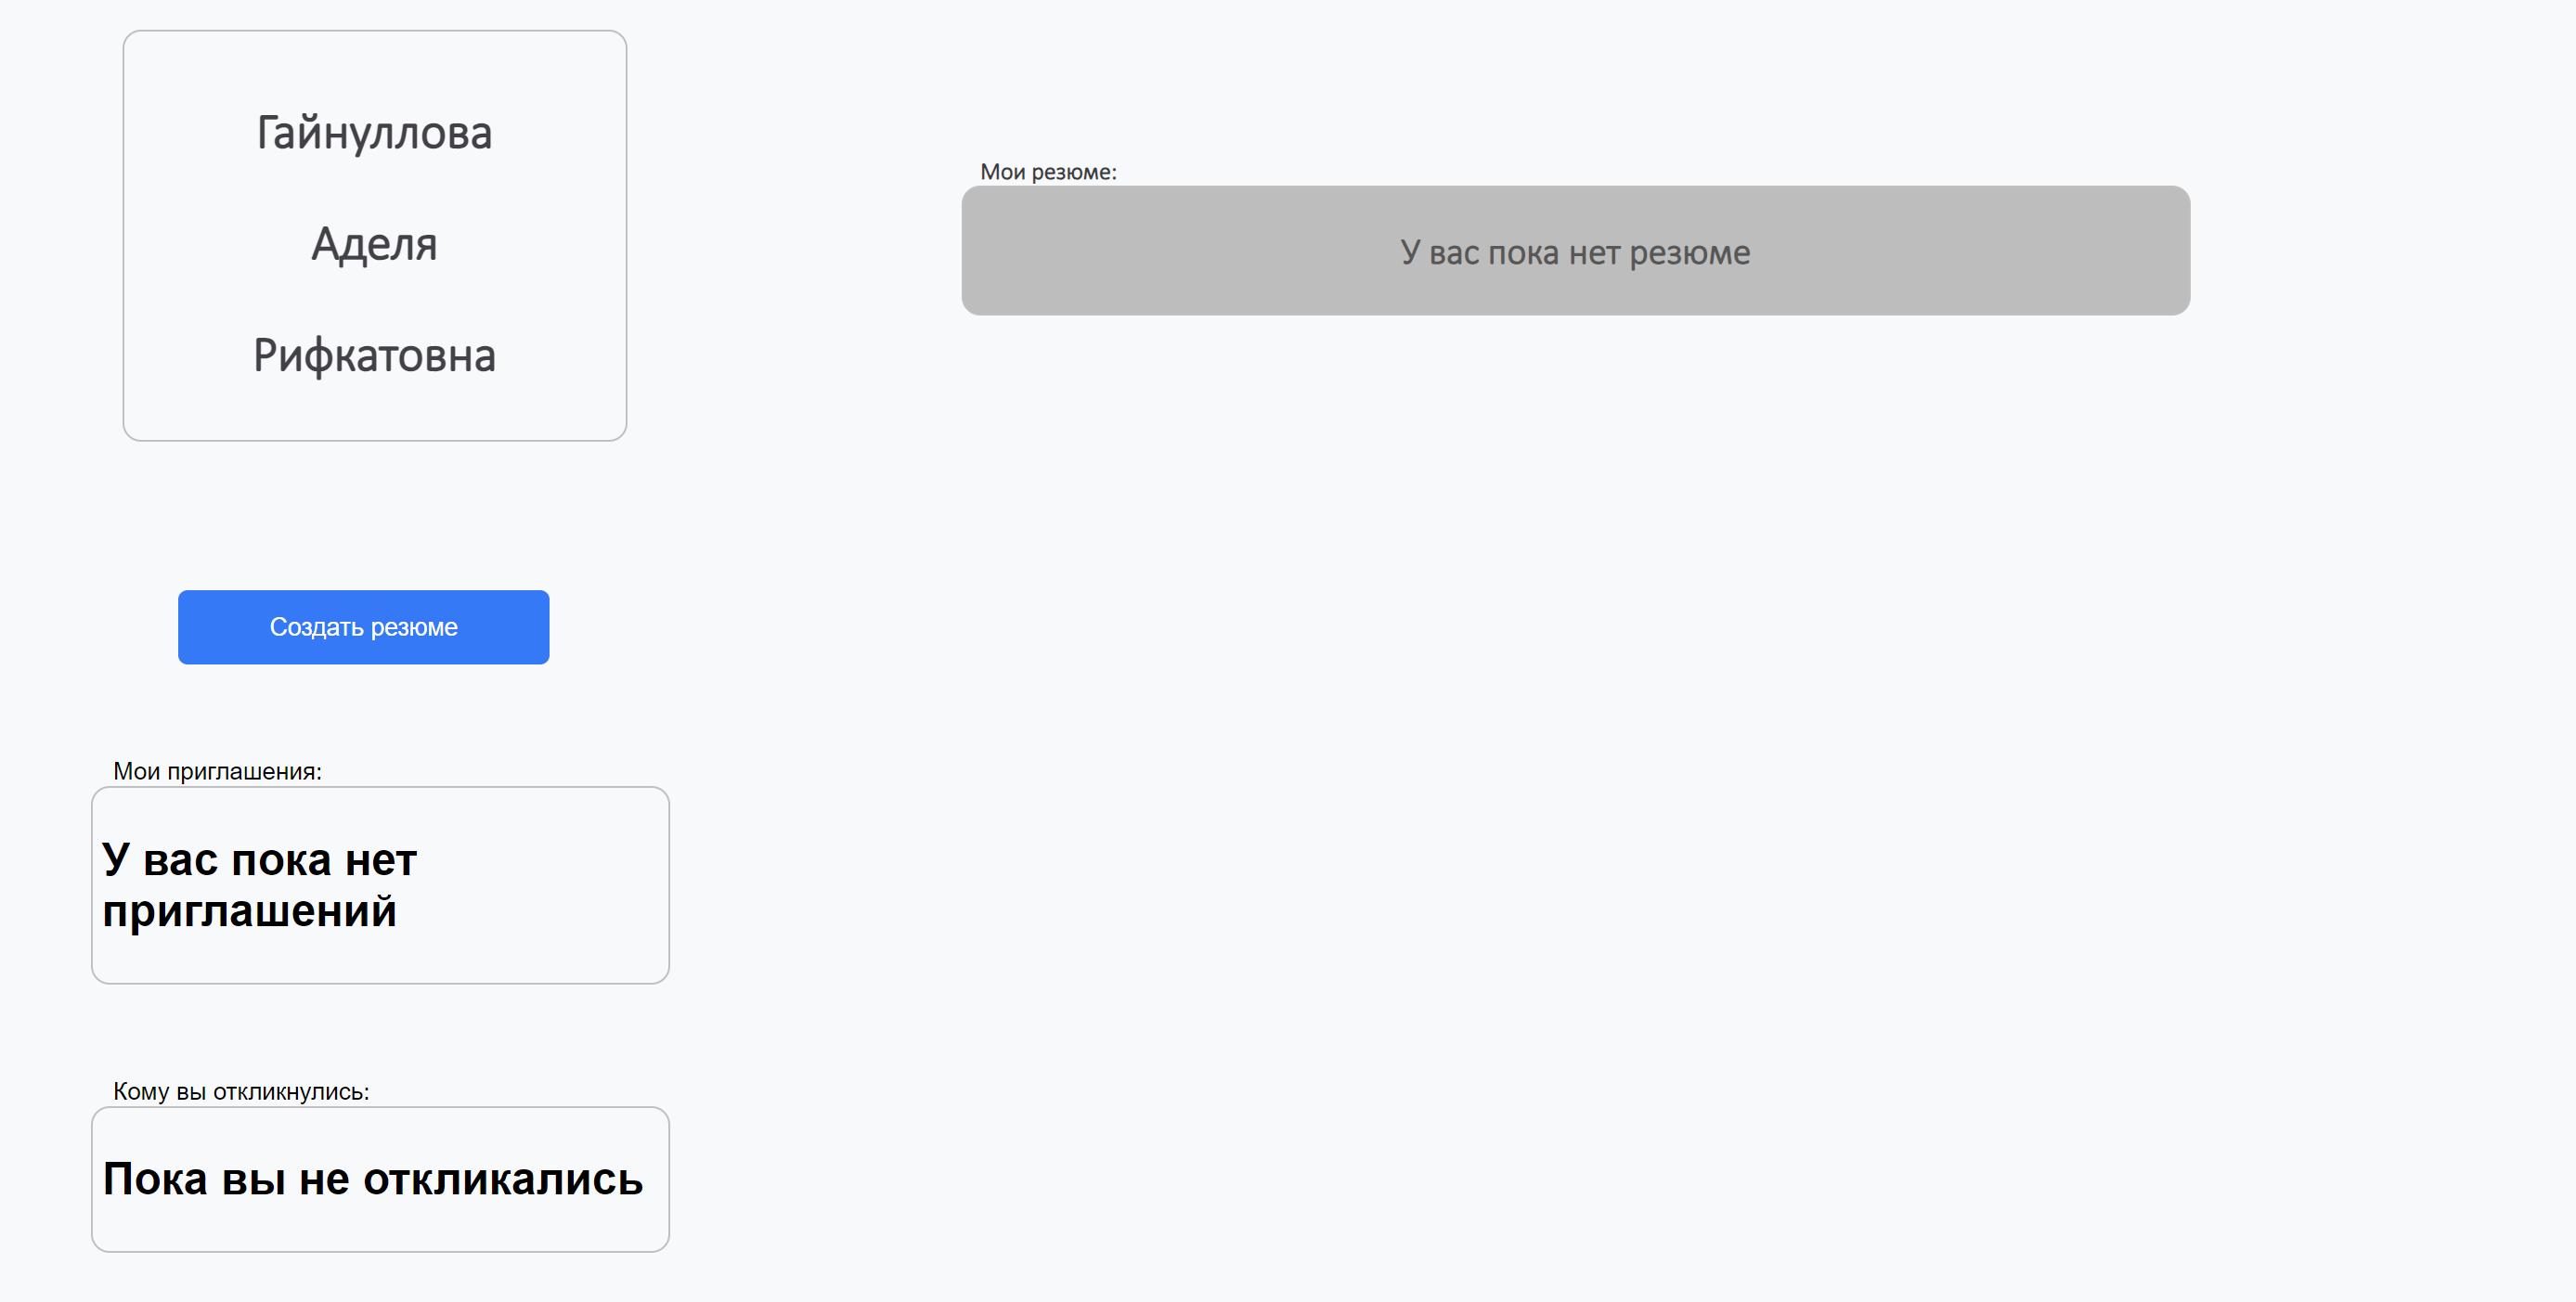 Гайнуллова
Аделя
Рифкатовна
Мои резюме:
У вас пока нет резюме
Создать резюме
Мои приглашения:
У вас пока нет
приглашений
Кому вы откликнулись:
Пока вы не откликались